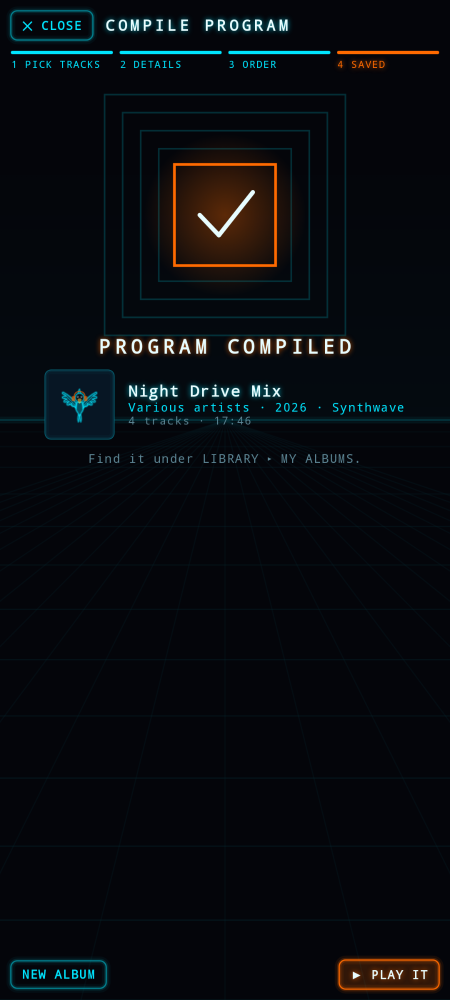 × CLOSE COMPILE PROGRAM
1 PICK TRACKS 2 DETAILS 3 ORDER 4 SAVED
PROGRAM COMPILED
Night Drive Mix
Various artists · 2026 · Synthwave
4 tracks · 17:46
Find it under LIBRARY ▸ MY ALBUMS.
NEW ALBUM ▶ PLAY IT